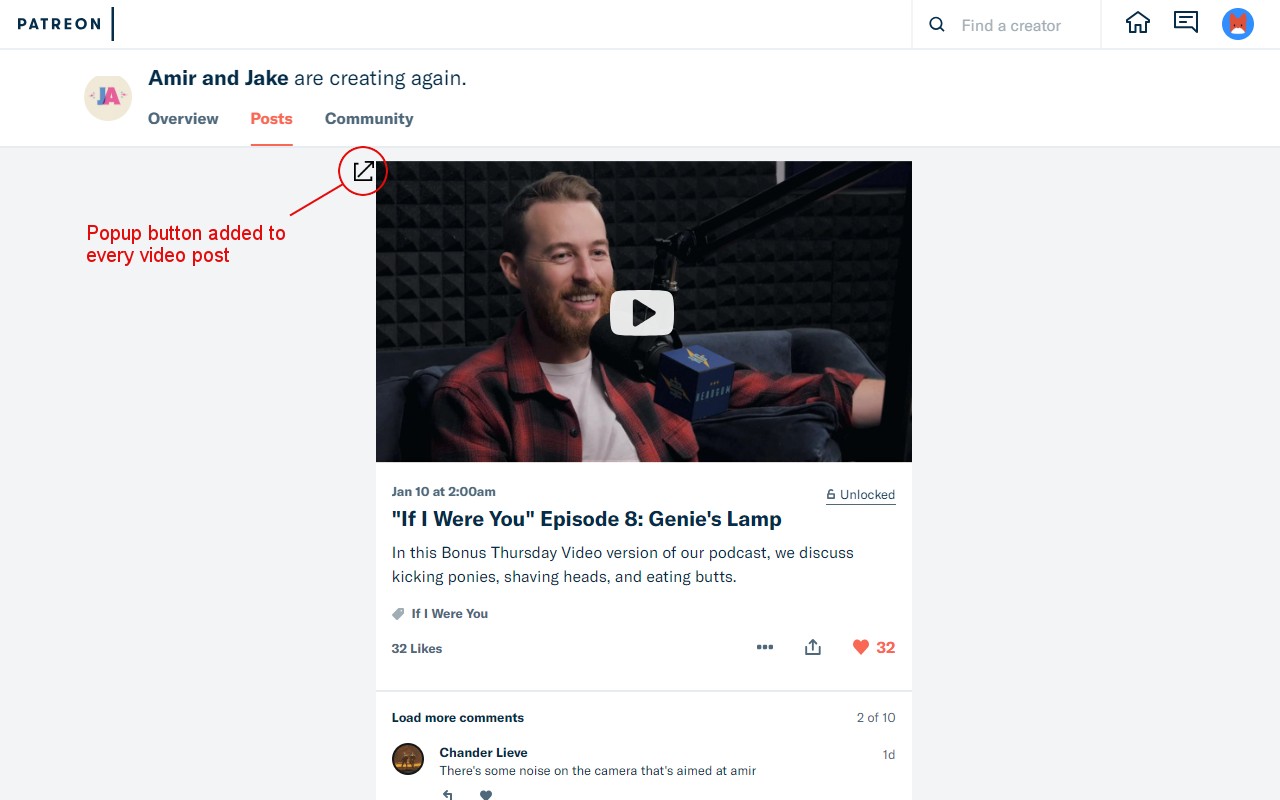 PATREON
Find a creator
JA
Amir and Jake are creating again.
Overview Posts Community
Popup button added to
every video post
HEADGUM
Jan 10 at 2:00am
Unlocked
"If I Were You" Episode 8: Genie's Lamp
In this Bonus Thursday Video version of our podcast, we discuss
kicking ponies, shaving heads, and eating butts.
If I Were You
32 Likes
32
Load more comments
2 of 10
Chander Lieve
1d
There's some noise on the camera that's aimed at amir